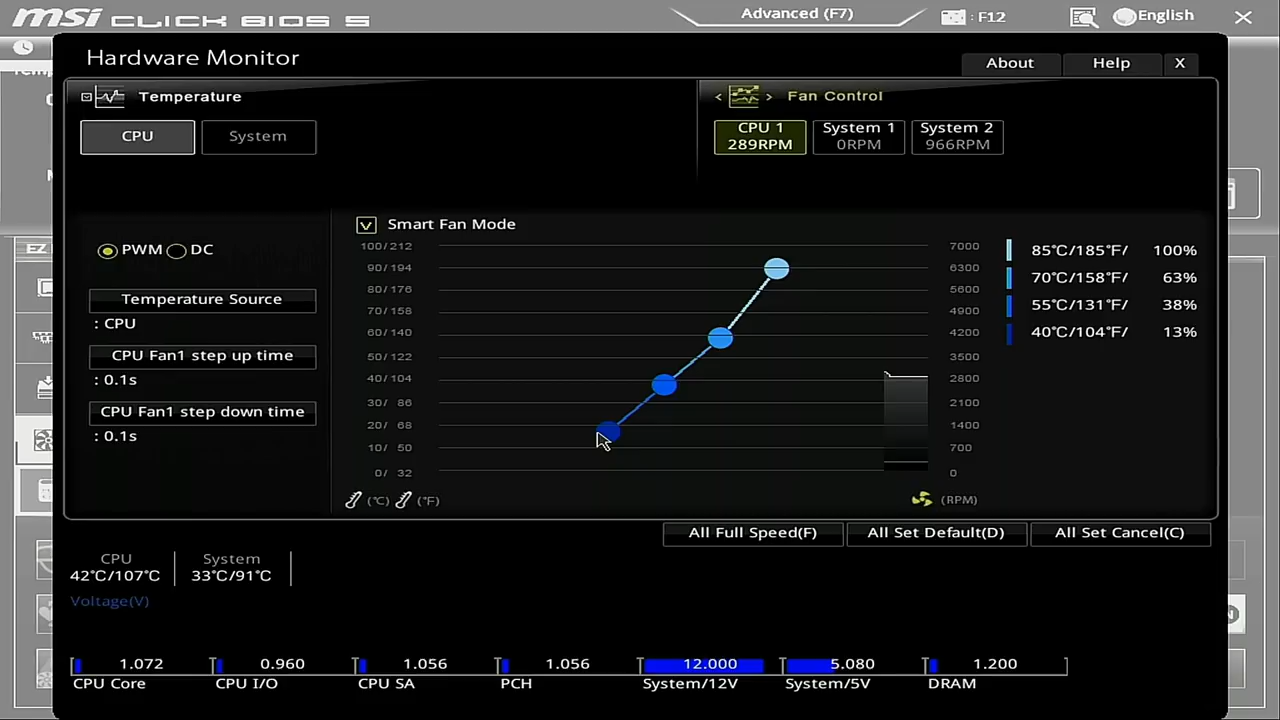 msi CLICK BIOS 5
Advanced (F7)
: F12
English
X
Hardware Monitor
About
Help
X
Temperature
< > Fan Control
CPU
System
CPU 1
289RPM
System 1
0RPM
System 2
966RPM
Smart Fan Mode
PWM
DC
Temperature Source
: CPU
CPU Fan1 step up time
: 0.1s
CPU Fan1 step down time
: 0.1s
100/212
90/194
80/176
70/158
60/140
50/122
40/104
30/ 86
20/ 68
10/ 50
0/ 32
(℃)
(℉)
7000
6300
5600
4900
4200
3500
2800
2100
1400
700
0
(RPM)
85℃/185℉/ 100%
70℃/158℉/ 63%
55℃/131℉/ 38%
40℃/104℉/ 13%
All Full Speed(F)
All Set Default(D)
All Set Cancel(C)
CPU
42℃/107℃
System
33℃/91℃
Voltage(V)
1.072
CPU Core
0.960
CPU I/O
1.056
CPU SA
1.056
PCH
12.000
System/12V
5.080
System/5V
1.200
DRAM
EZ